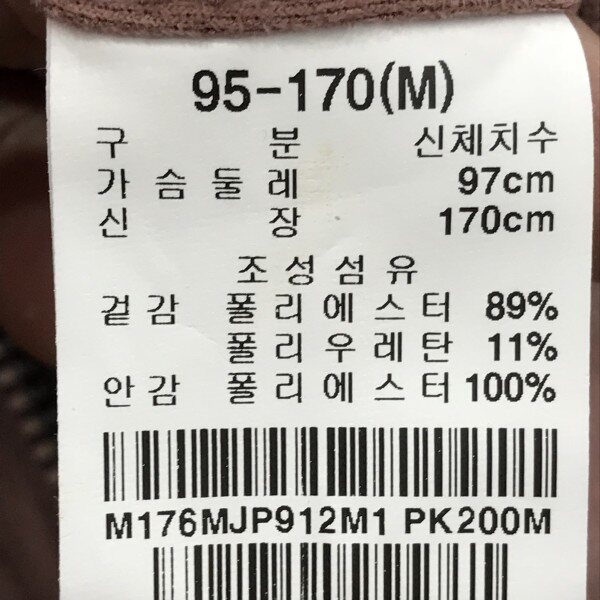 95-170(M)
구 분 신체치수
가슴둘레 97cm
신 장 170cm
조성섬유
겉감 폴리에스터 89%
폴리우레탄 11%
안감 폴리에스터 100%
M176MJP912M1 PK200M